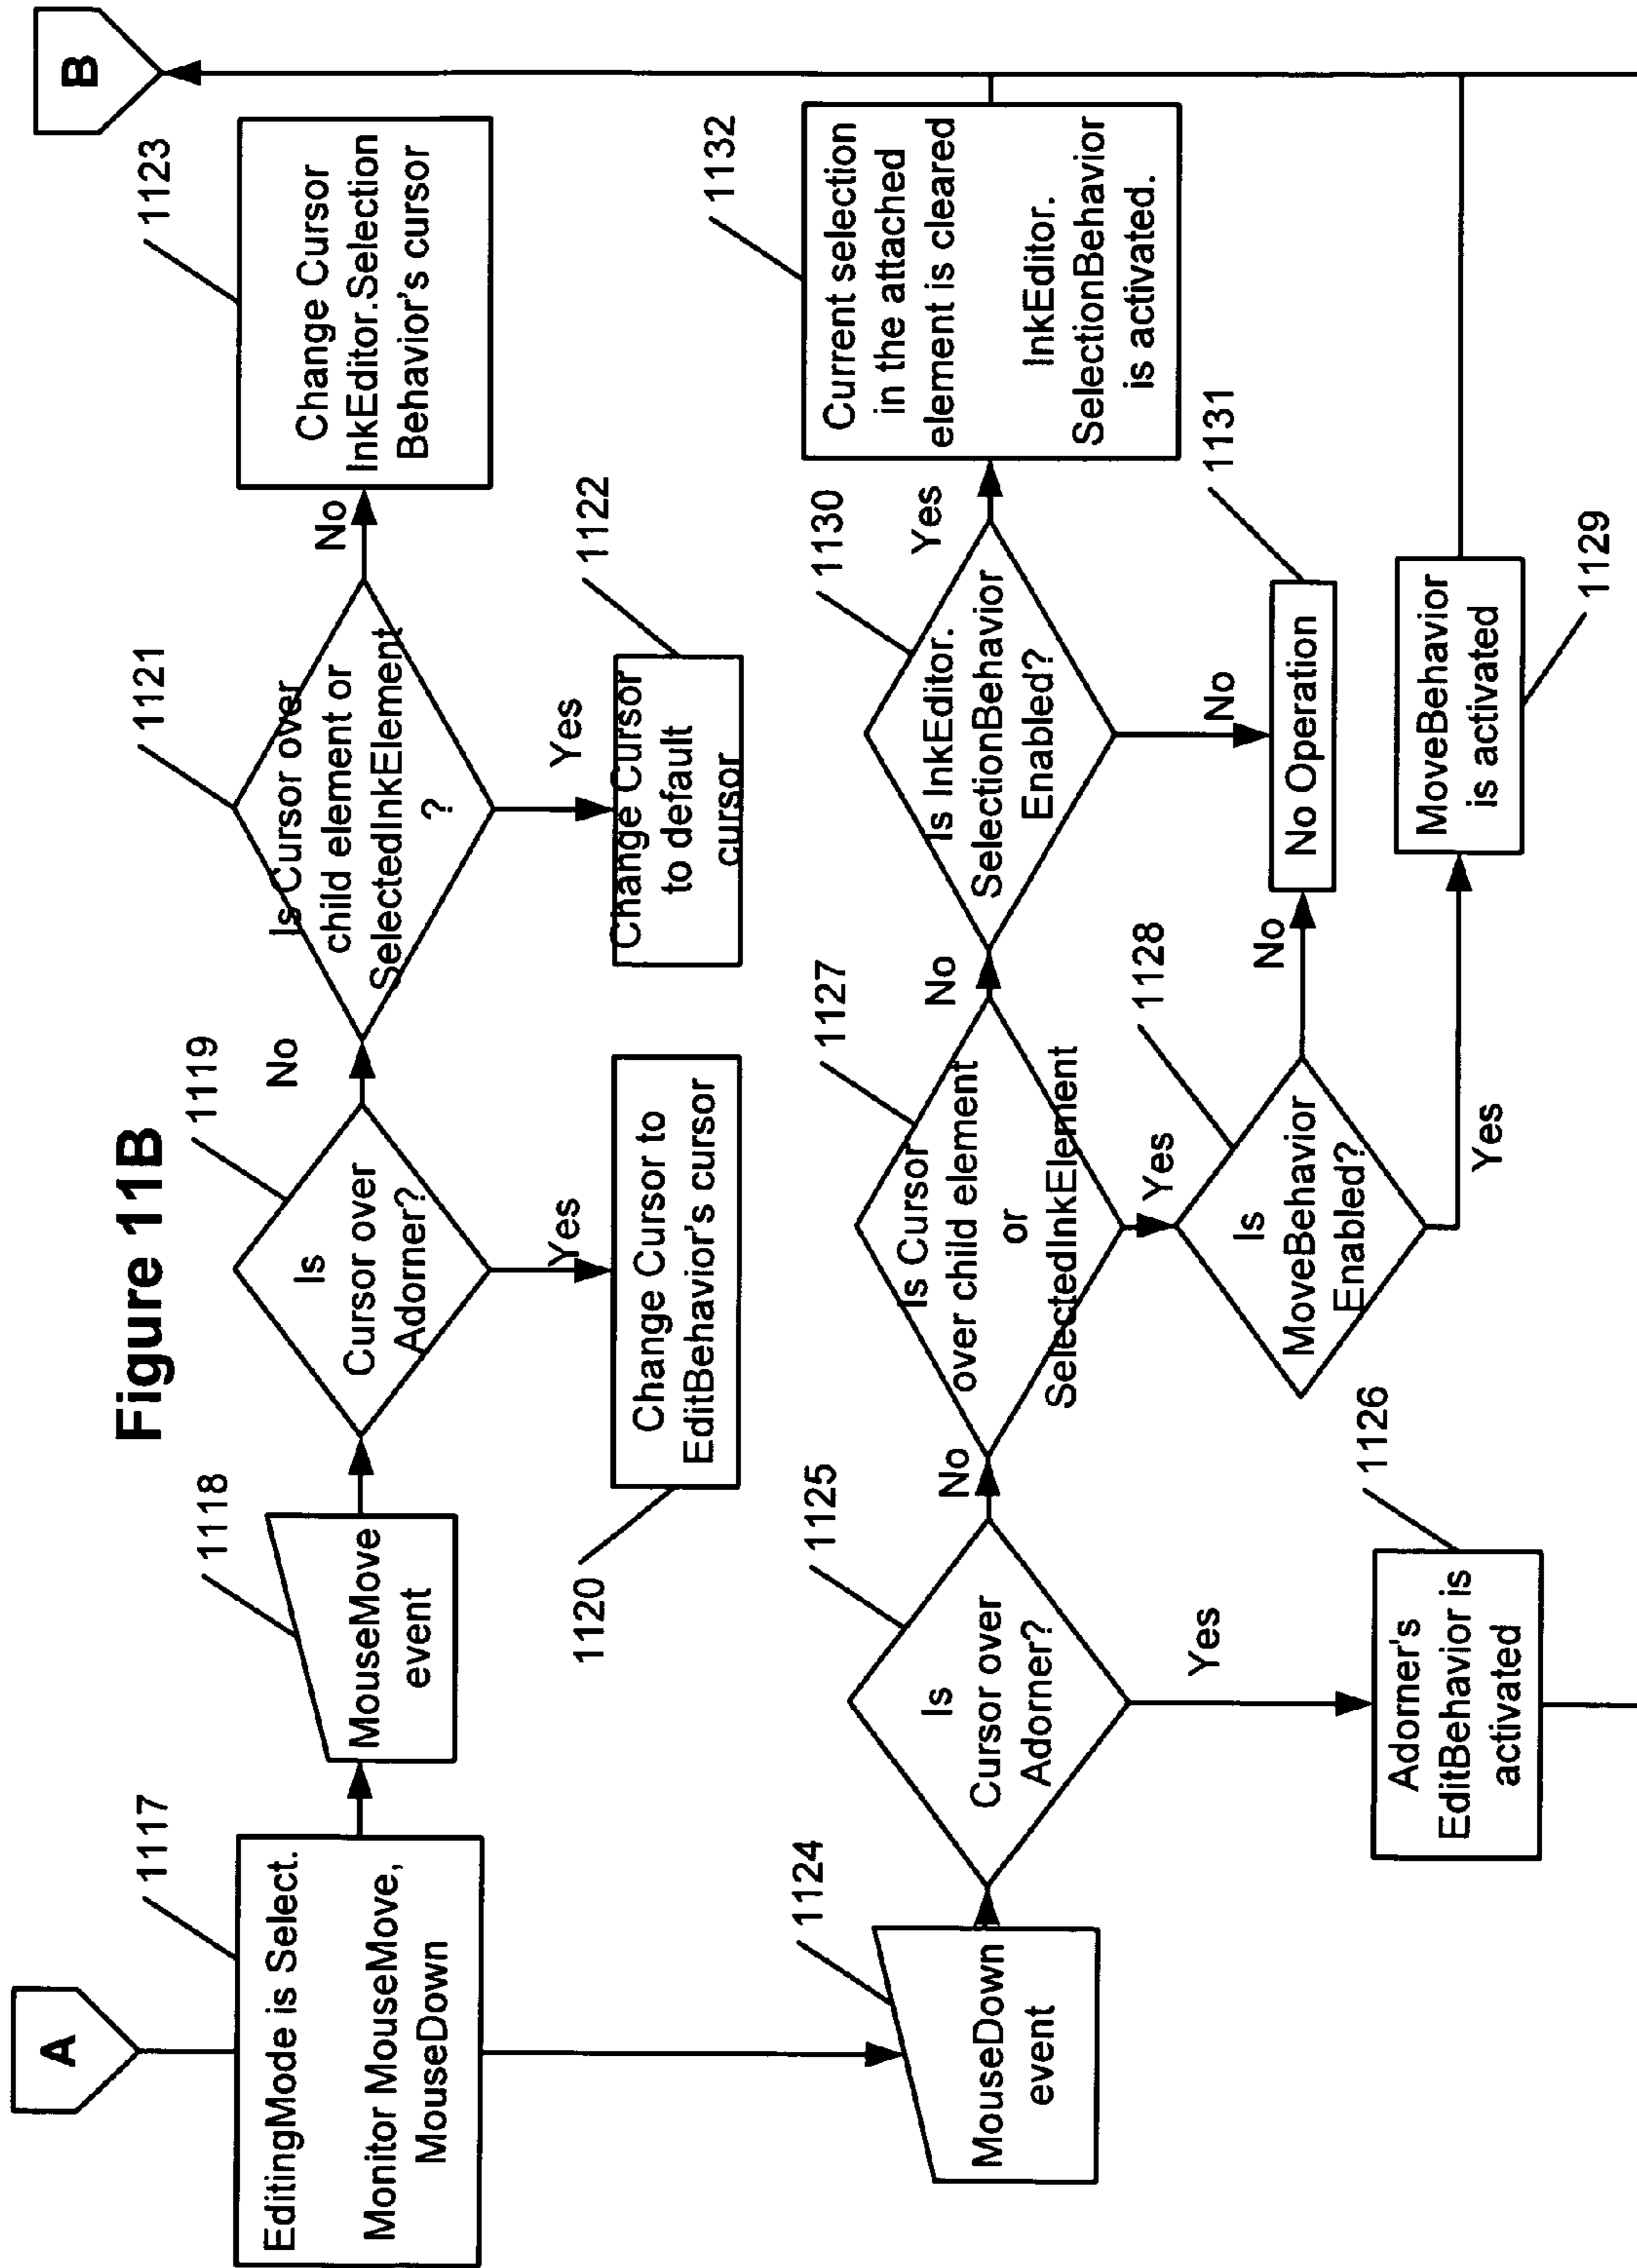 Figure 11B
A
B
1117
EditingMode is Select.
Monitor MouseMove,
MouseDown
1118
MouseMove
event
1119
Is
Cursor over
Adorner?
No
Yes
1120
Change Cursor to
EditBehavior's cursor
1121
Is Cursor over
child element or
SelectedInkElement
?
No
Yes
1122
Change Cursor
to default
cursor
1123
Change Cursor
InkEditor.Selection
Behavior's cursor
1124
MouseDown
event
1125
Is
Cursor over
Adorner?
No
Yes
1126
Adorner's
EditBehavior is
activated
1127
Is Cursor
over child element
or
SelectedInkElement
No
Yes
1128
Is
MoveBehavior
Enabled?
No
Yes
1129
MoveBehavior
is activated
1130
Is InkEditor.
SelectionBehavior
Enabled?
Yes
No
1131
No Operation
1132
Current selection
in the attached
element is cleared
InkEditor.
SelectionBehavior
is activated.